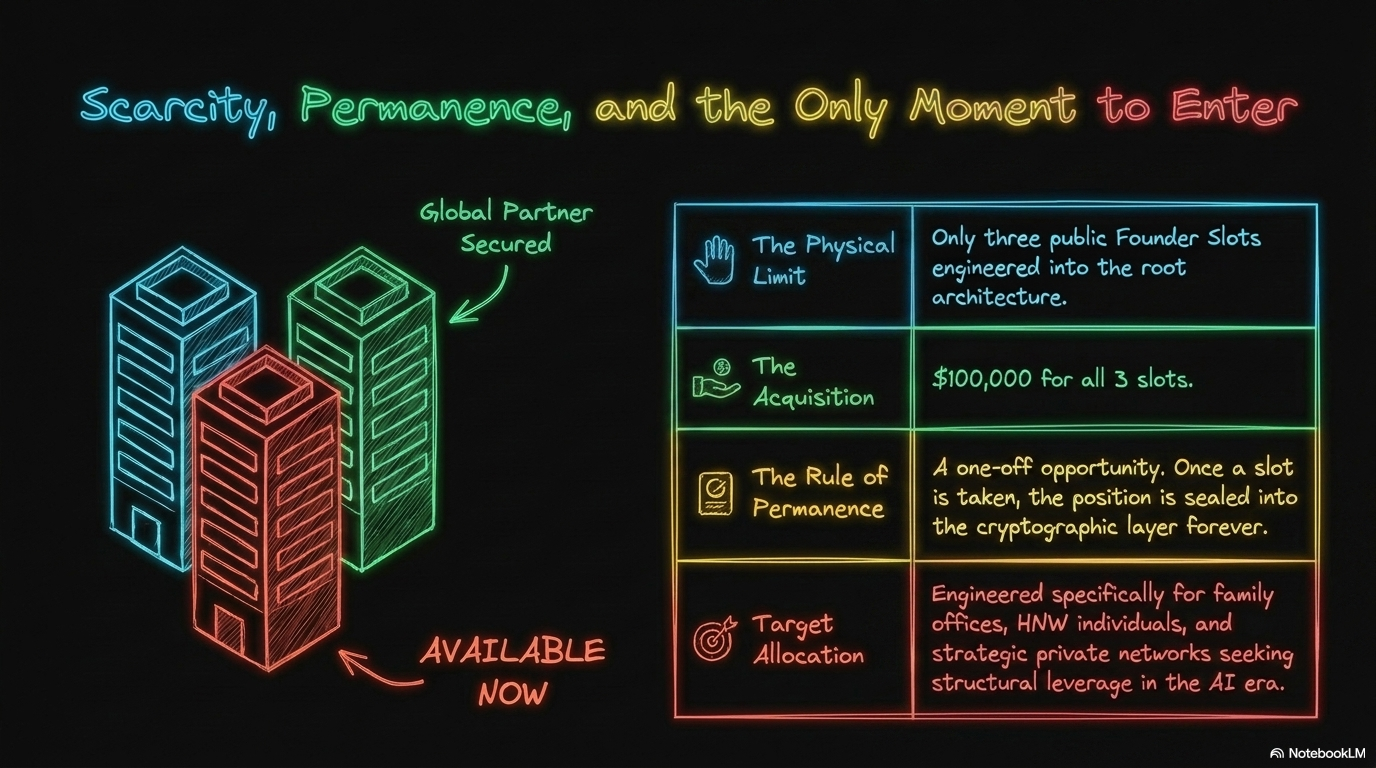 Scarcity, Permanence, and the Only Moment to Enter
Global Partner
Secured
AVAILABLE
NOW
The Physical
Limit
Only three public Founder Slots
engineered into the root
architecture.
The
Acquisition
$100,000 for all 3 slots.
The Rule of
Permanence
A one-off opportunity. Once a slot
is taken, the position is sealed into
the cryptographic layer forever.
Target
Allocation
Engineered specifically for family
offices, HNW individuals, and
strategic private networks seeking
structural leverage in the AI era.
NotebookLM